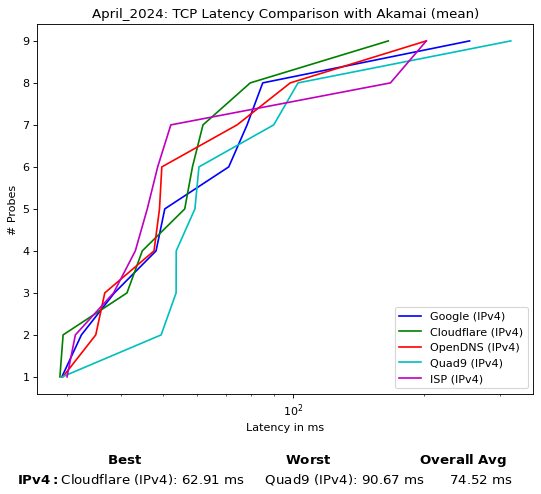 April_2024: TCP Latency Comparison with Akamai (mean)
9
8
7
6
5
4
3
2
1
# Probes
10²
Latency in ms
Google (IPv4)
Cloudflare (IPv4)
OpenDNS (IPv4)
Quad9 (IPv4)
ISP (IPv4)
Best Worst Overall Avg
IPv4: Cloudflare (IPv4): 62.91 ms Quad9 (IPv4): 90.67 ms 74.52 ms